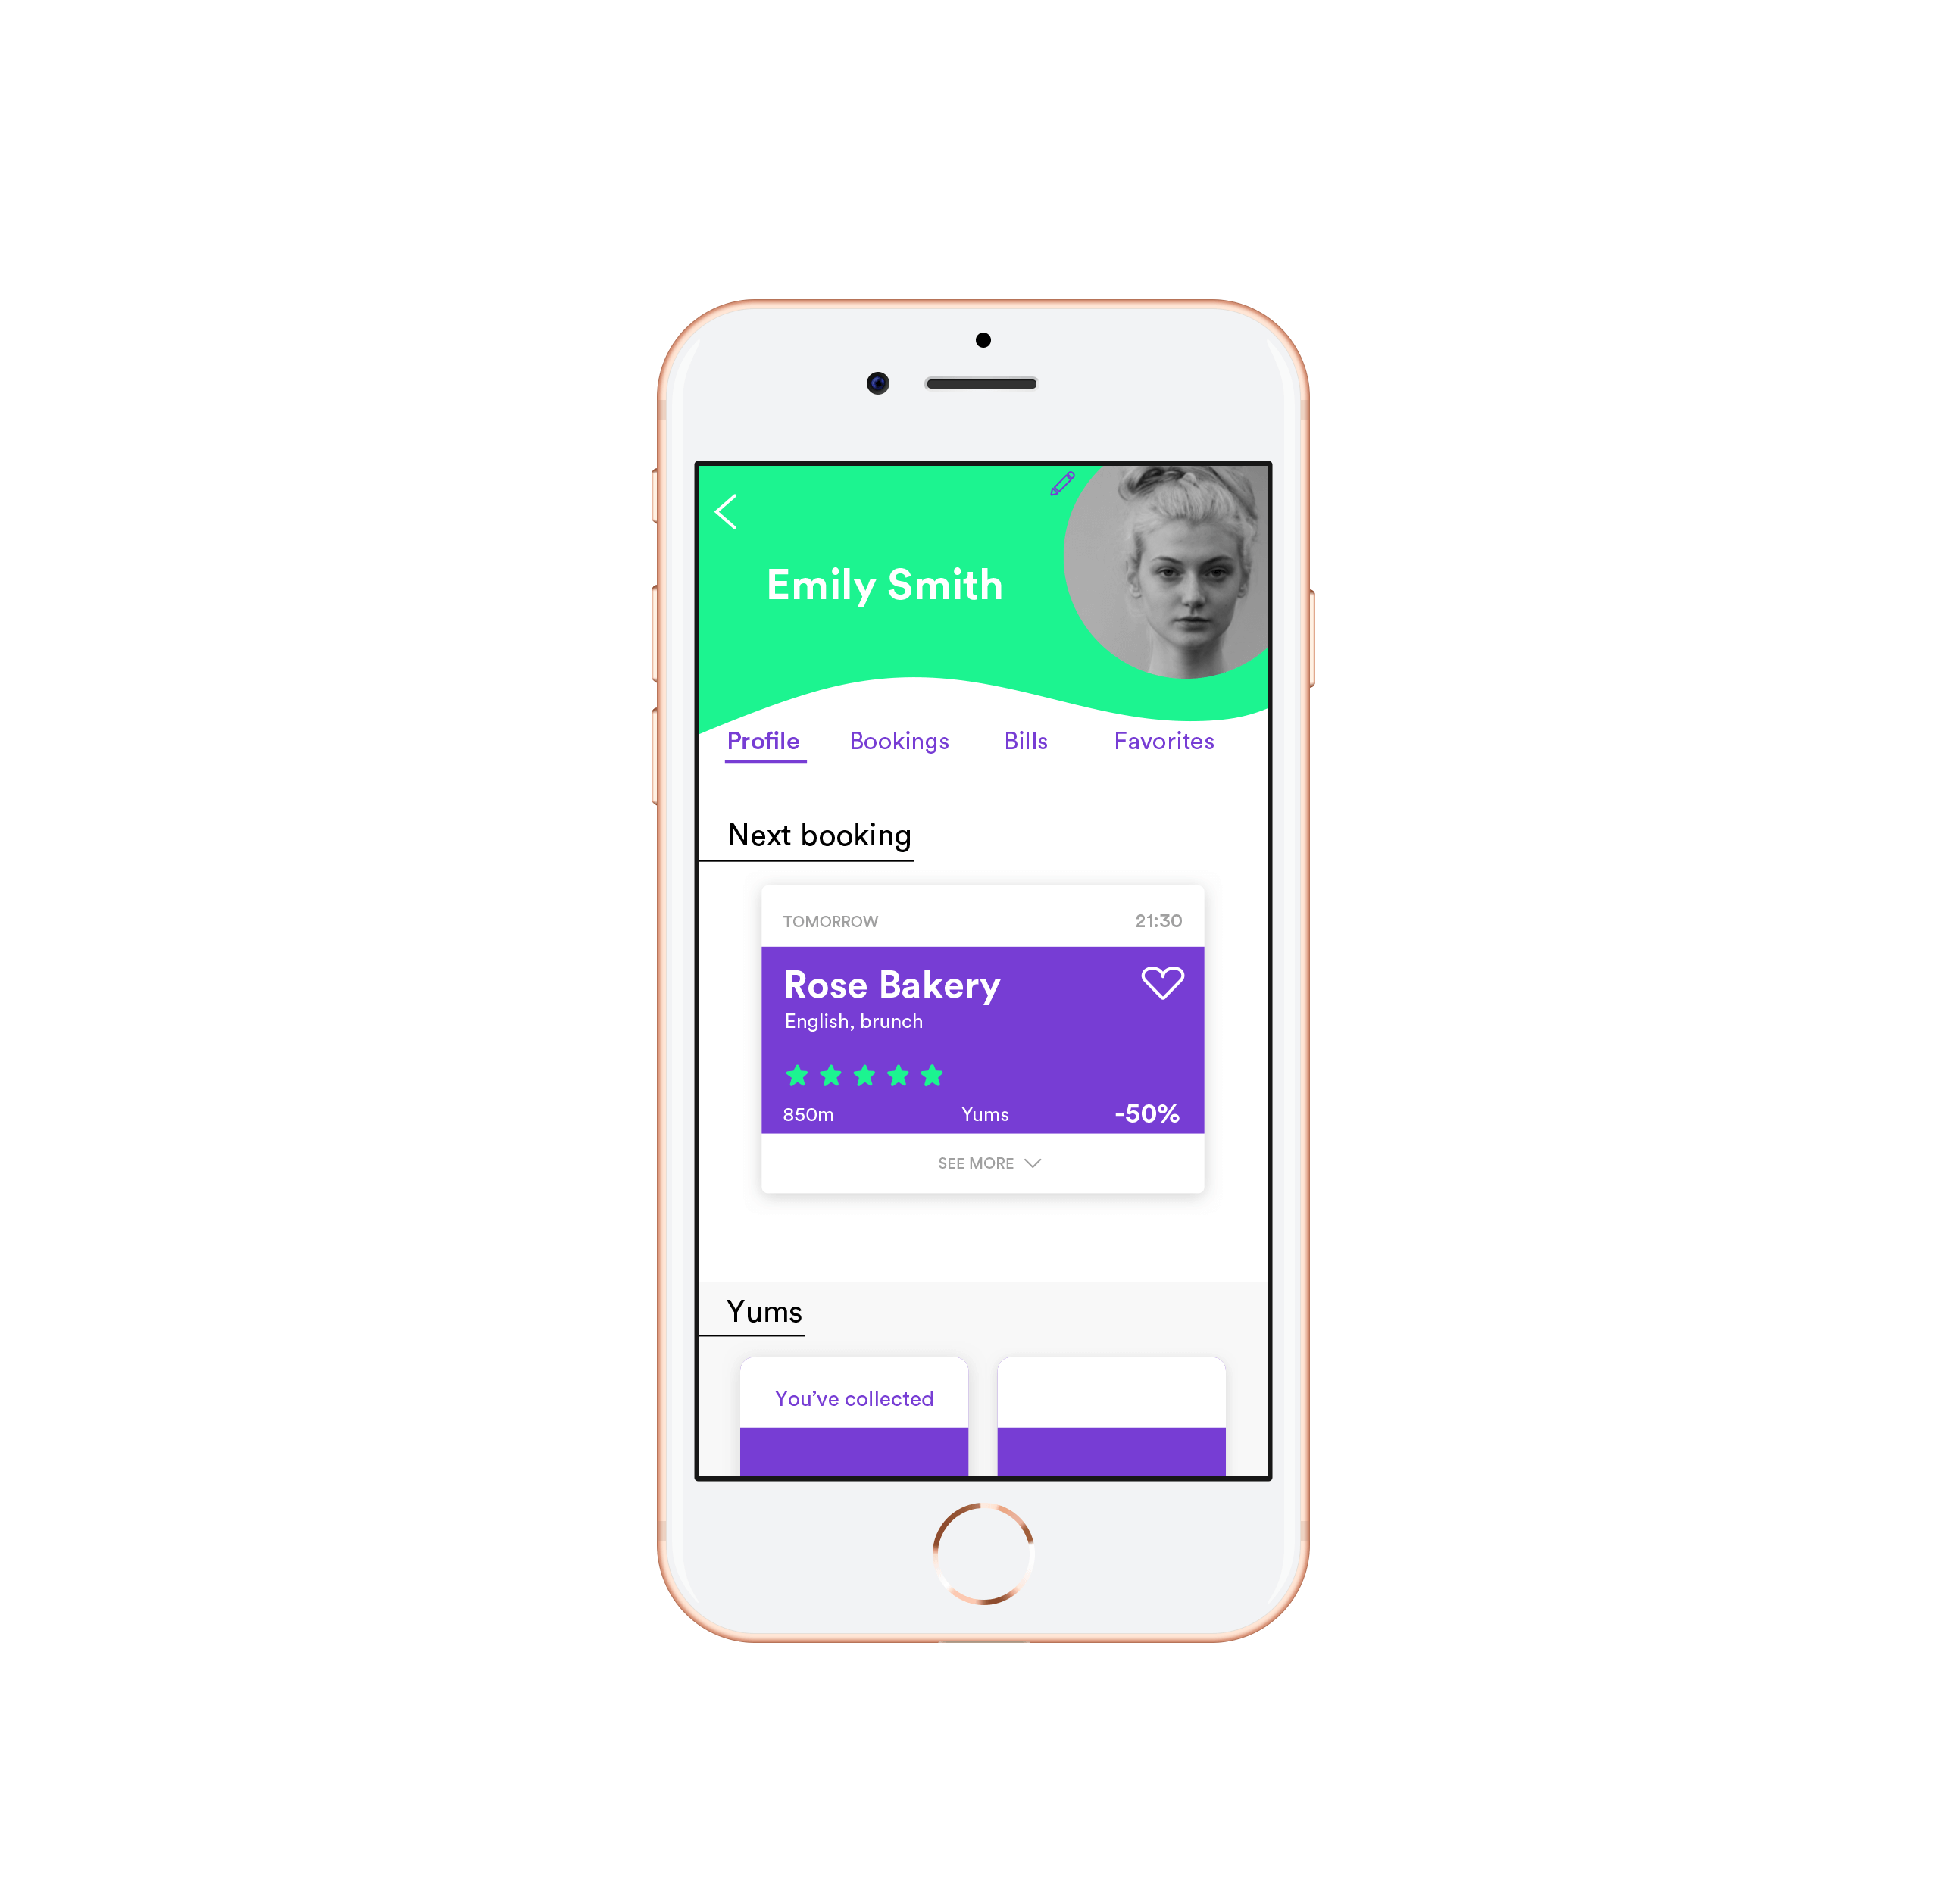 Emily Smith
Profile Bookings Bills Favorites
Next booking
TOMORROW 21:30
Rose Bakery
English, brunch
850m Yums -50%
SEE MORE
Yums
You’ve collected